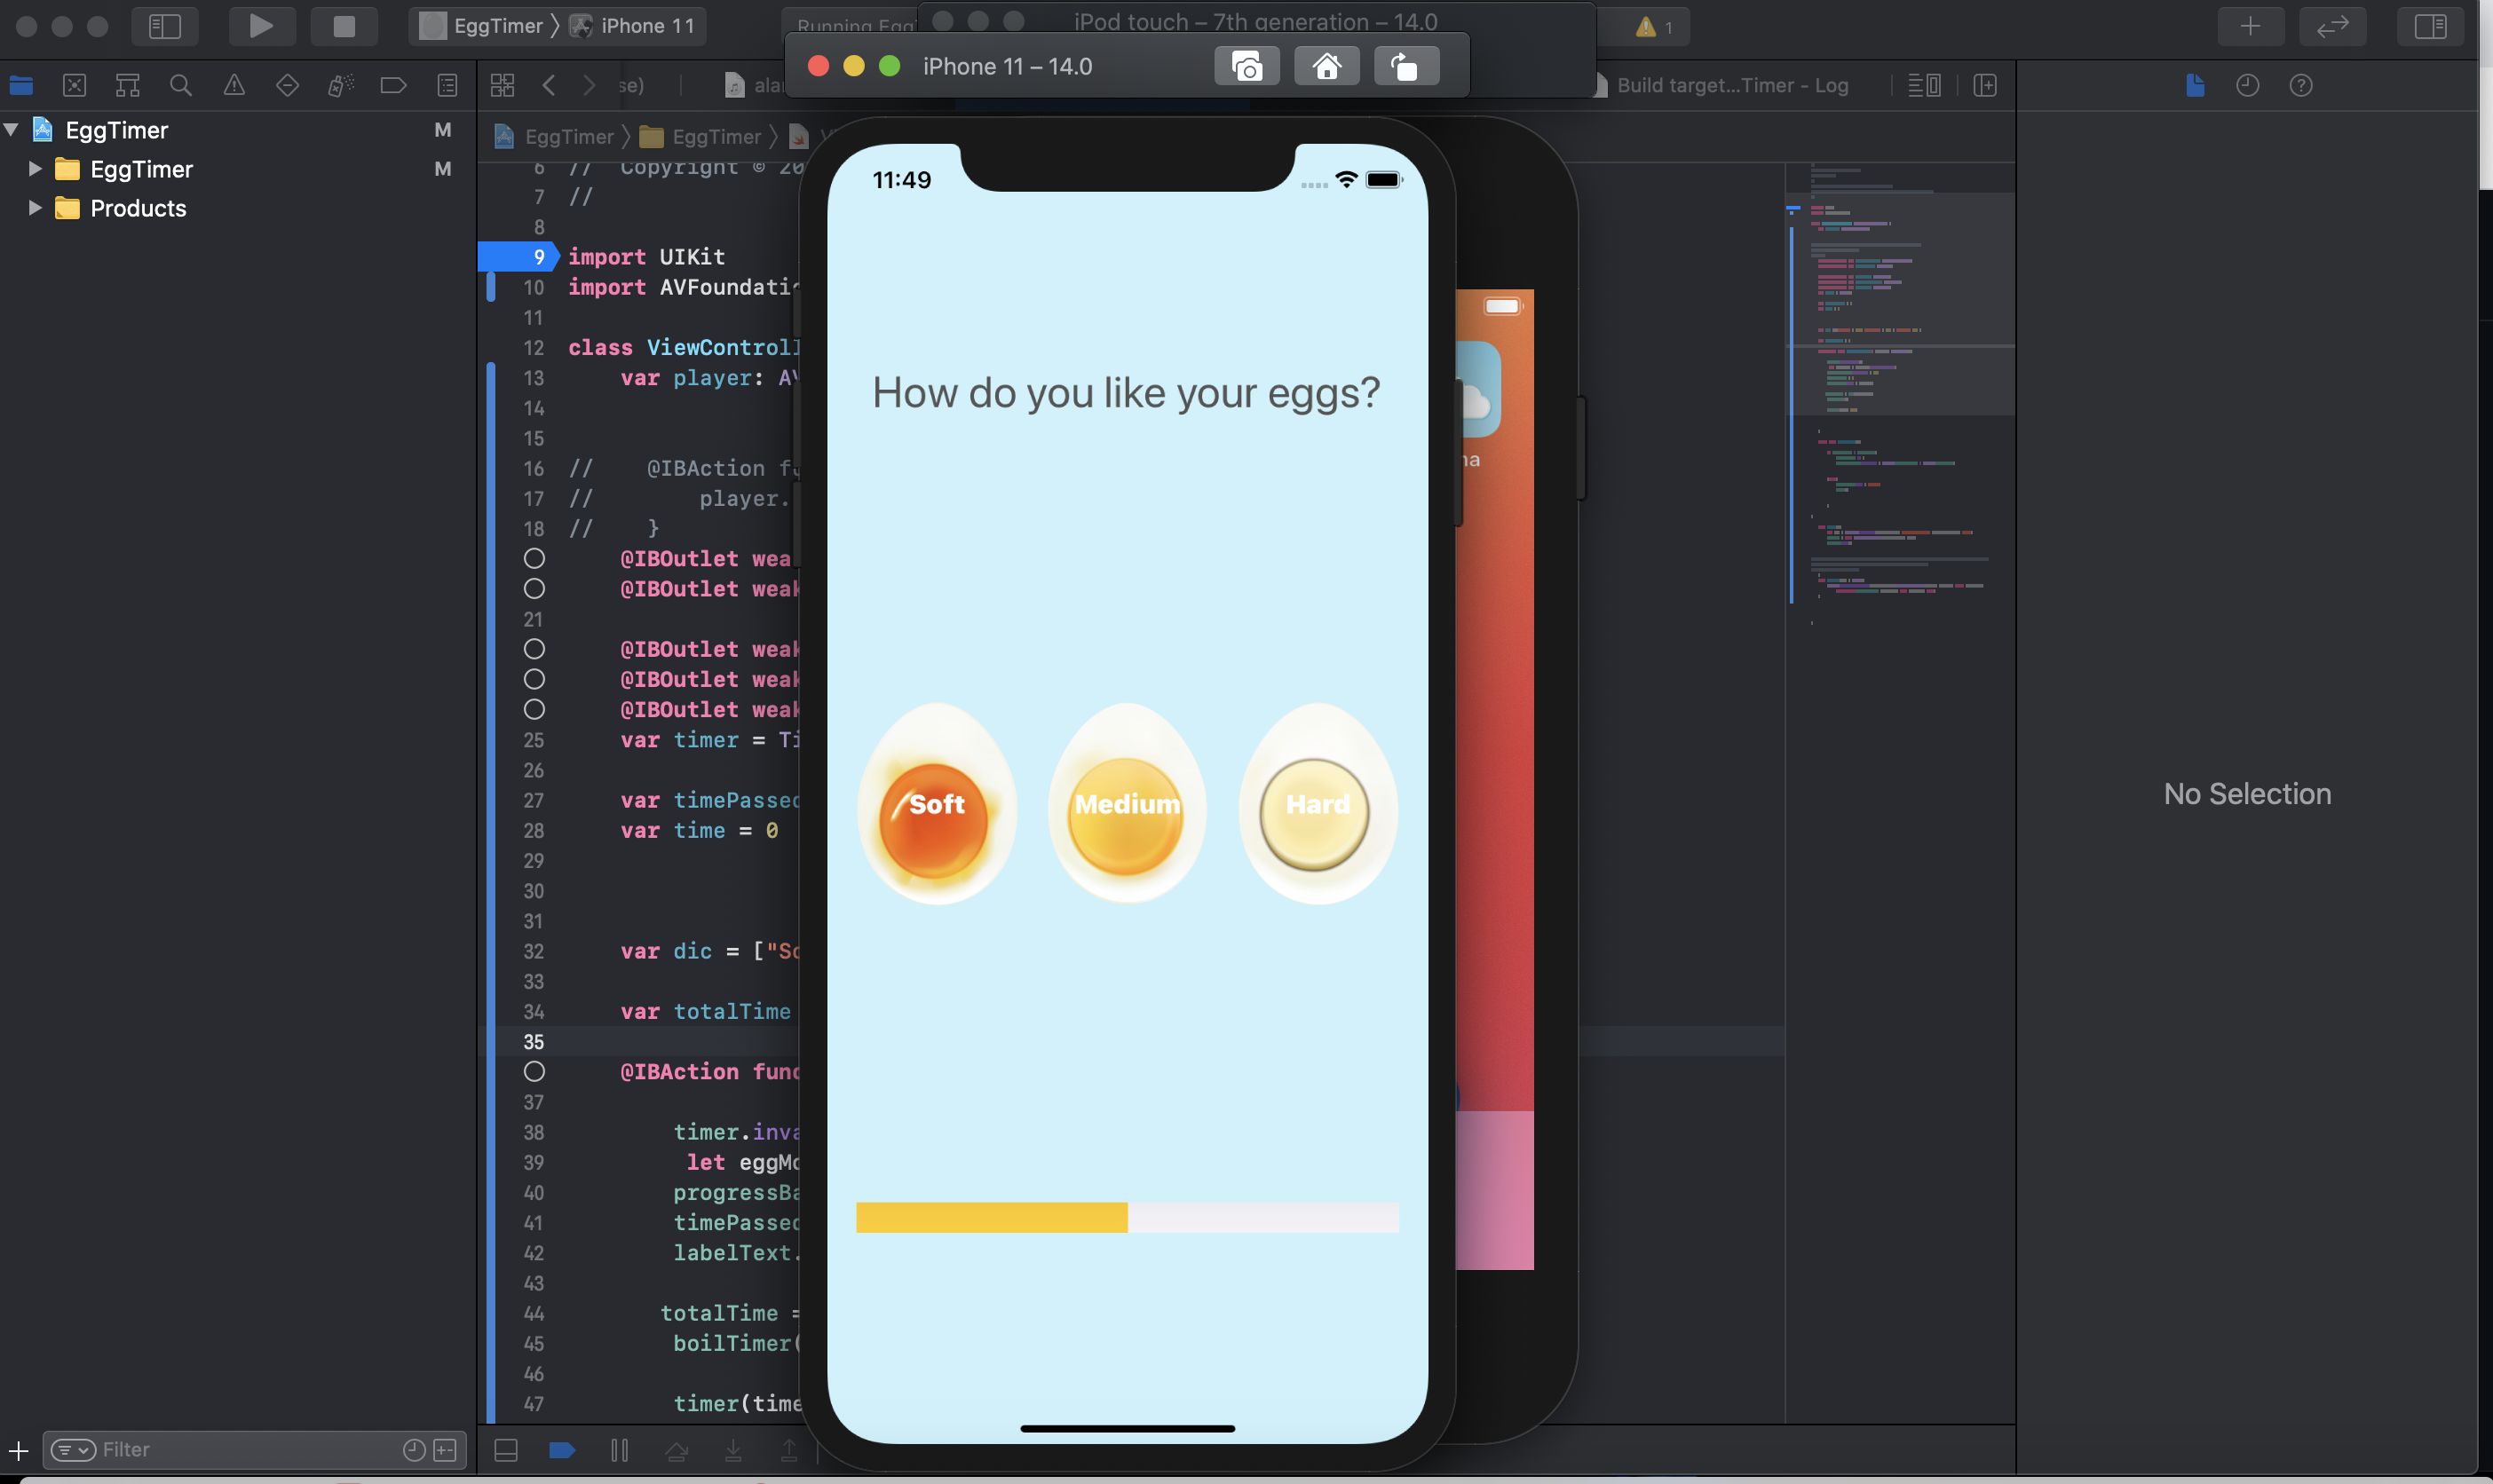 EggTimer
iPhone 11
iPod touch – 7th generation – 14.0
1
iPhone 11 – 14.0
Build target...Timer - Log
EggTimer
M
EggTimer
M
Products
EggTimer
EggTimer
6 // Copyright © 20
7 //
8
9 import UIKit
10 import AVFoundati
11
12 class ViewControll
13 var player: AV
14
15
16 // @IBAction f
17 // player.
18 // }
@IBOutlet wea
@IBOutlet weak
21
@IBOutlet weak
@IBOutlet weak
@IBOutlet weak
25 var timer = Ti
26
27 var timePassed
28 var time = 0
29
30
31
32 var dic = ["So
33
34 var totalTime
35
@IBAction func
37
38 timer.inva
39 let eggMo
40 progressBa
41 timePassed
42 labelText.
43
44 totalTime =
45 boilTimer(
46
47 timer(time
11:49
How do you like your eggs?
Soft
Medium
Hard
No Selection
Filter